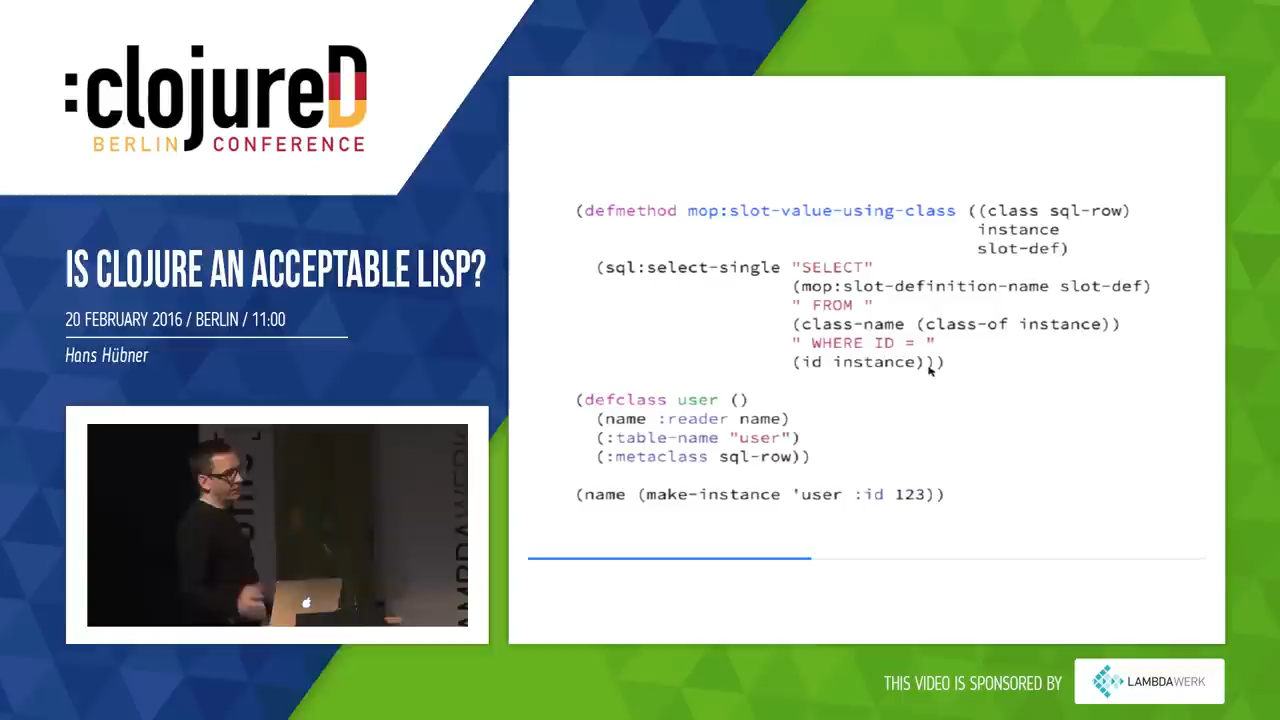 :clojureD
BERLIN CONFERENCE
IS CLOJURE AN ACCEPTABLE LISP?
20 FEBRUARY 2016 / BERLIN / 11:00
Hans Hübner
(defmethod mop:slot-value-using-class ((class sql-row)
instance
slot-def)
(sql:select-single "SELECT"
(mop:slot-definition-name slot-def)
" FROM "
(class-name (class-of instance))
" WHERE ID = "
(id instance)))
(defclass user ()
(name :reader name)
(:table-name "user")
(:metaclass sql-row))
(name (make-instance 'user :id 123))
THIS VIDEO IS SPONSORED BY
LAMBDAWERK